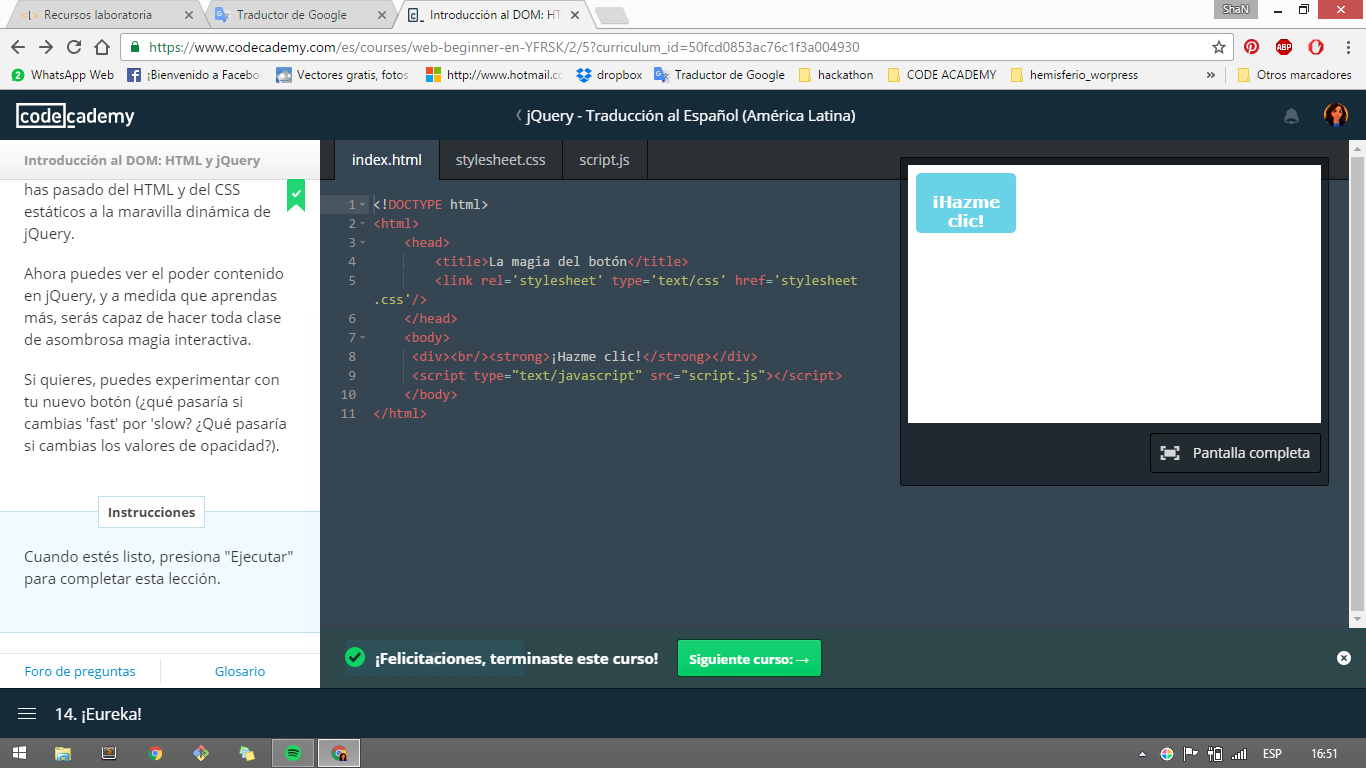 Recursos laboratoria
Traductor de Google
Introducción al DOM: HT
ShaN
https://www.codecademy.com/es/courses/web-beginner-en-YFRSK/2/5?curriculum_id=50fcd0853ac76c1f3a004930
ABP
2 WhatsApp Web
¡Bienvenido a Facebo
Vectores gratis, fotos
http://www.hotmail.cc
dropbox
Traductor de Google
hackathon
CODE ACADEMY
hemisferio_worpress
»
Otros marcadores
codecademy
jQuery - Traducción al Español (América Latina)
Introducción al DOM: HTML y jQuery
has pasado del HTML y del CSS
estáticos a la maravilla dinámica de
jQuery.
Ahora puedes ver el poder contenido
en jQuery, y a medida que aprendas
más, serás capaz de hacer toda clase
de asombrosa magia interactiva.
Si quieres, puedes experimentar con
tu nuevo botón (¿qué pasaría si
cambias 'fast' por 'slow? ¿Qué pasaría
si cambias los valores de opacidad?).
Instrucciones
Cuando estés listo, presiona "Ejecutar"
para completar esta lección.
Foro de preguntas
Glosario
index.html
stylesheet.css
script.js
1 <!DOCTYPE html>
2 <html>
3 <head>
4 <title>La magia del botón</title>
5 <link rel='stylesheet' type='text/css' href='stylesheet
.css'/>
6 </head>
7 <body>
8 <div><br/><strong>¡Hazme clic!</strong></div>
9 <script type="text/javascript" src="script.js"></script>
10 </body>
11 </html>
¡Hazme
clic!
Pantalla completa
¡Felicitaciones, terminaste este curso!
Siguiente curso: →
14. ¡Eureka!
ESP
16:51